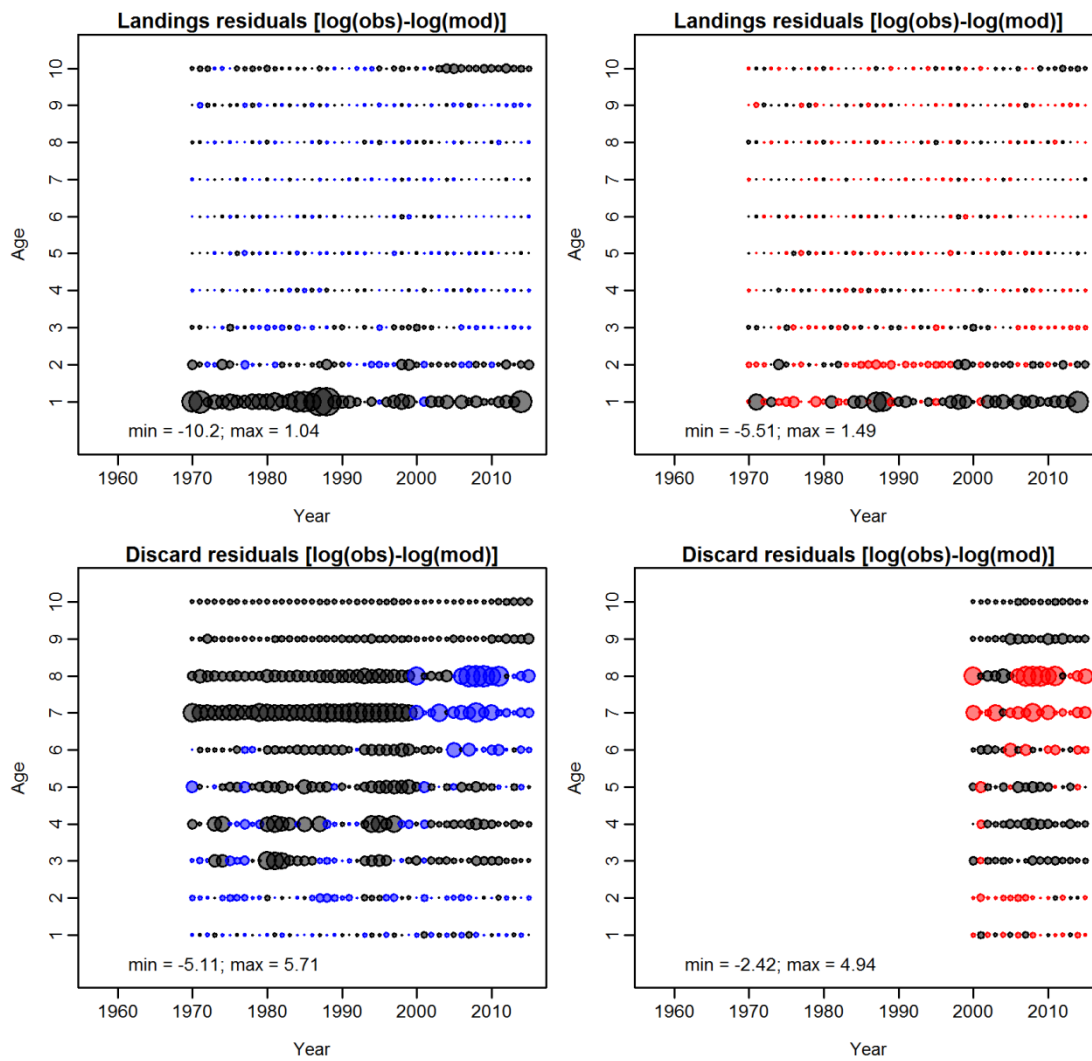 Landings residuals [log(obs)-log(mod)]
Age
10
9
8
7
6
5
4
3
2
1
min = -10.2; max = 1.04
1960 1970 1980 1990 2000 2010
Year
Landings residuals [log(obs)-log(mod)]
Age
10
9
8
7
6
5
4
3
2
1
min = -5.51; max = 1.49
1960 1970 1980 1990 2000 2010
Year
Discard residuals [log(obs)-log(mod)]
Age
10
9
8
7
6
5
4
3
2
1
min = -5.11; max = 5.71
1960 1970 1980 1990 2000 2010
Year
Discard residuals [log(obs)-log(mod)]
Age
10
9
8
7
6
5
4
3
2
1
min = -2.42; max = 4.94
1960 1970 1980 1990 2000 2010
Year